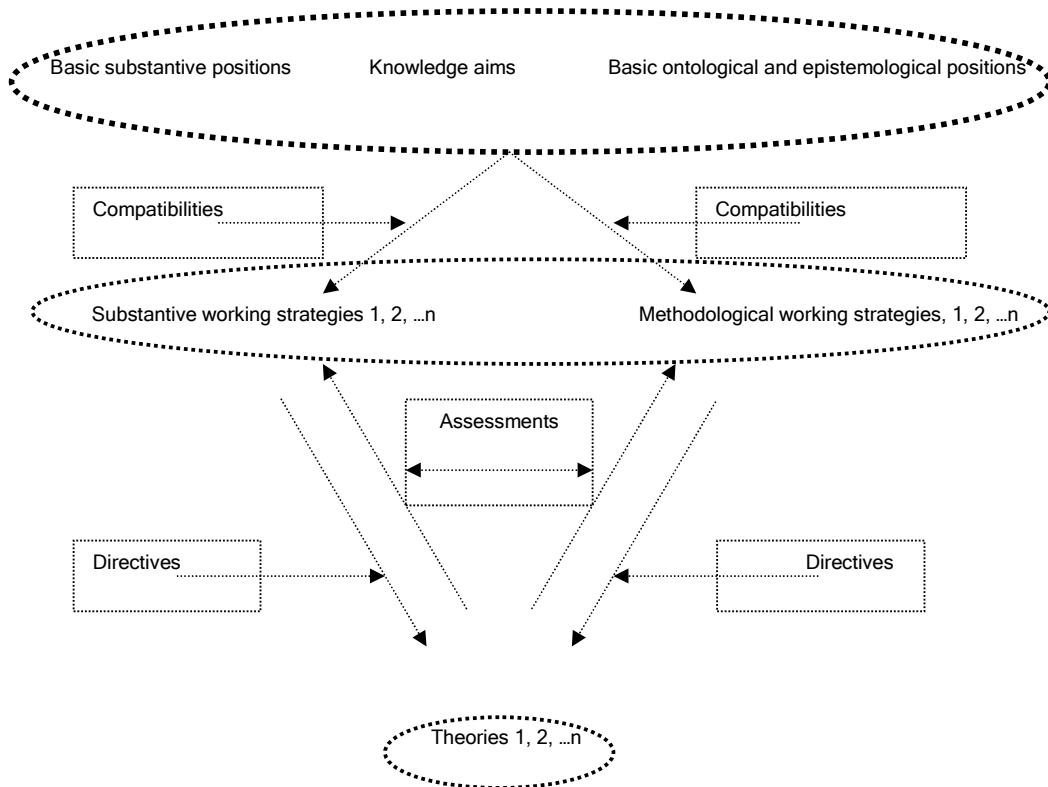 Basic substantive positions Knowledge aims Basic ontological and epistemological positions
Compatibilities Compatibilities
Substantive working strategies 1, 2, ...n Methodological working strategies, 1, 2, ...n
Assessments
Directives Directives
Theories 1, 2, ...n